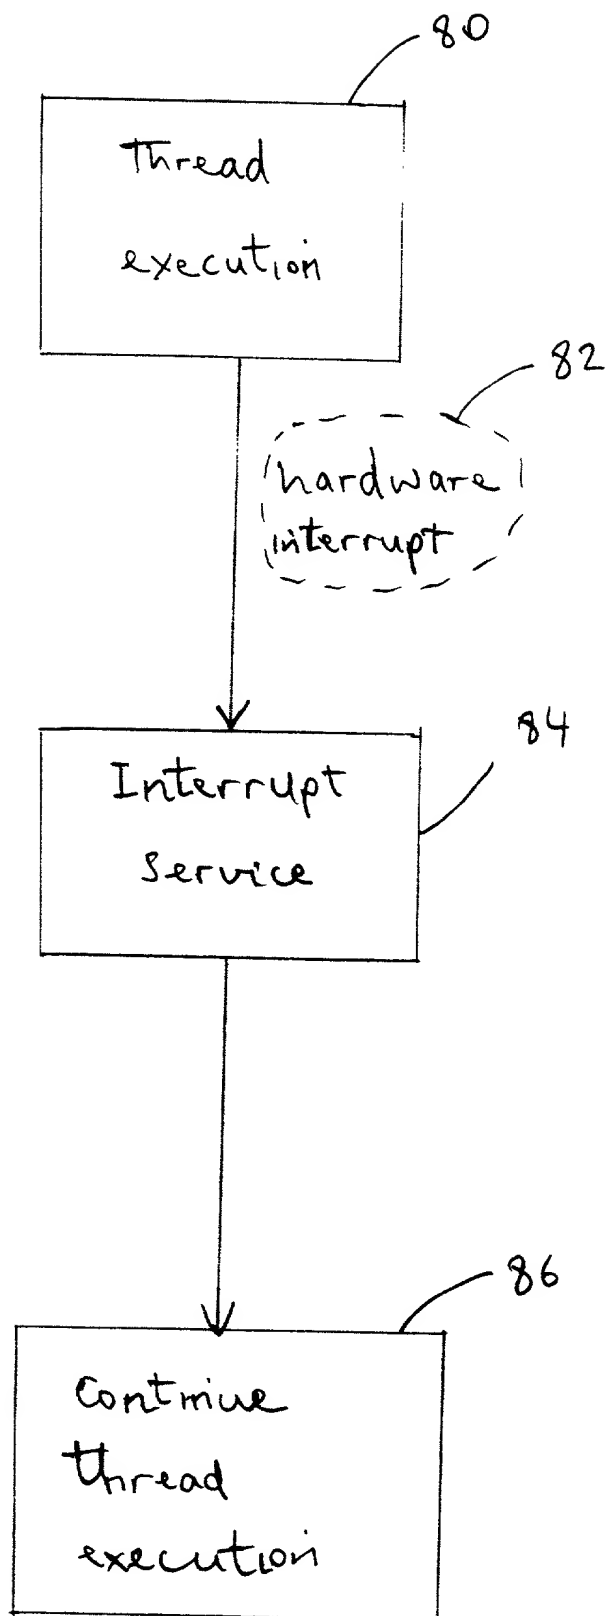 80
Thread
execution
82
hardware
interrupt
84
Interrupt
Service
86
Continue
thread
execution